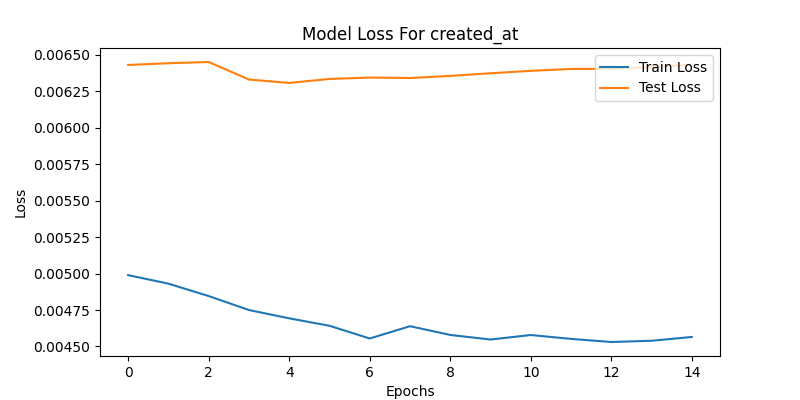 Model Loss For created_at
0.00650
0.00625
0.00600
0.00575
0.00550
0.00525
0.00500
0.00475
0.00450
Loss
Train Loss
Test Loss
0 2 4 6 8 10 12 14
Epochs